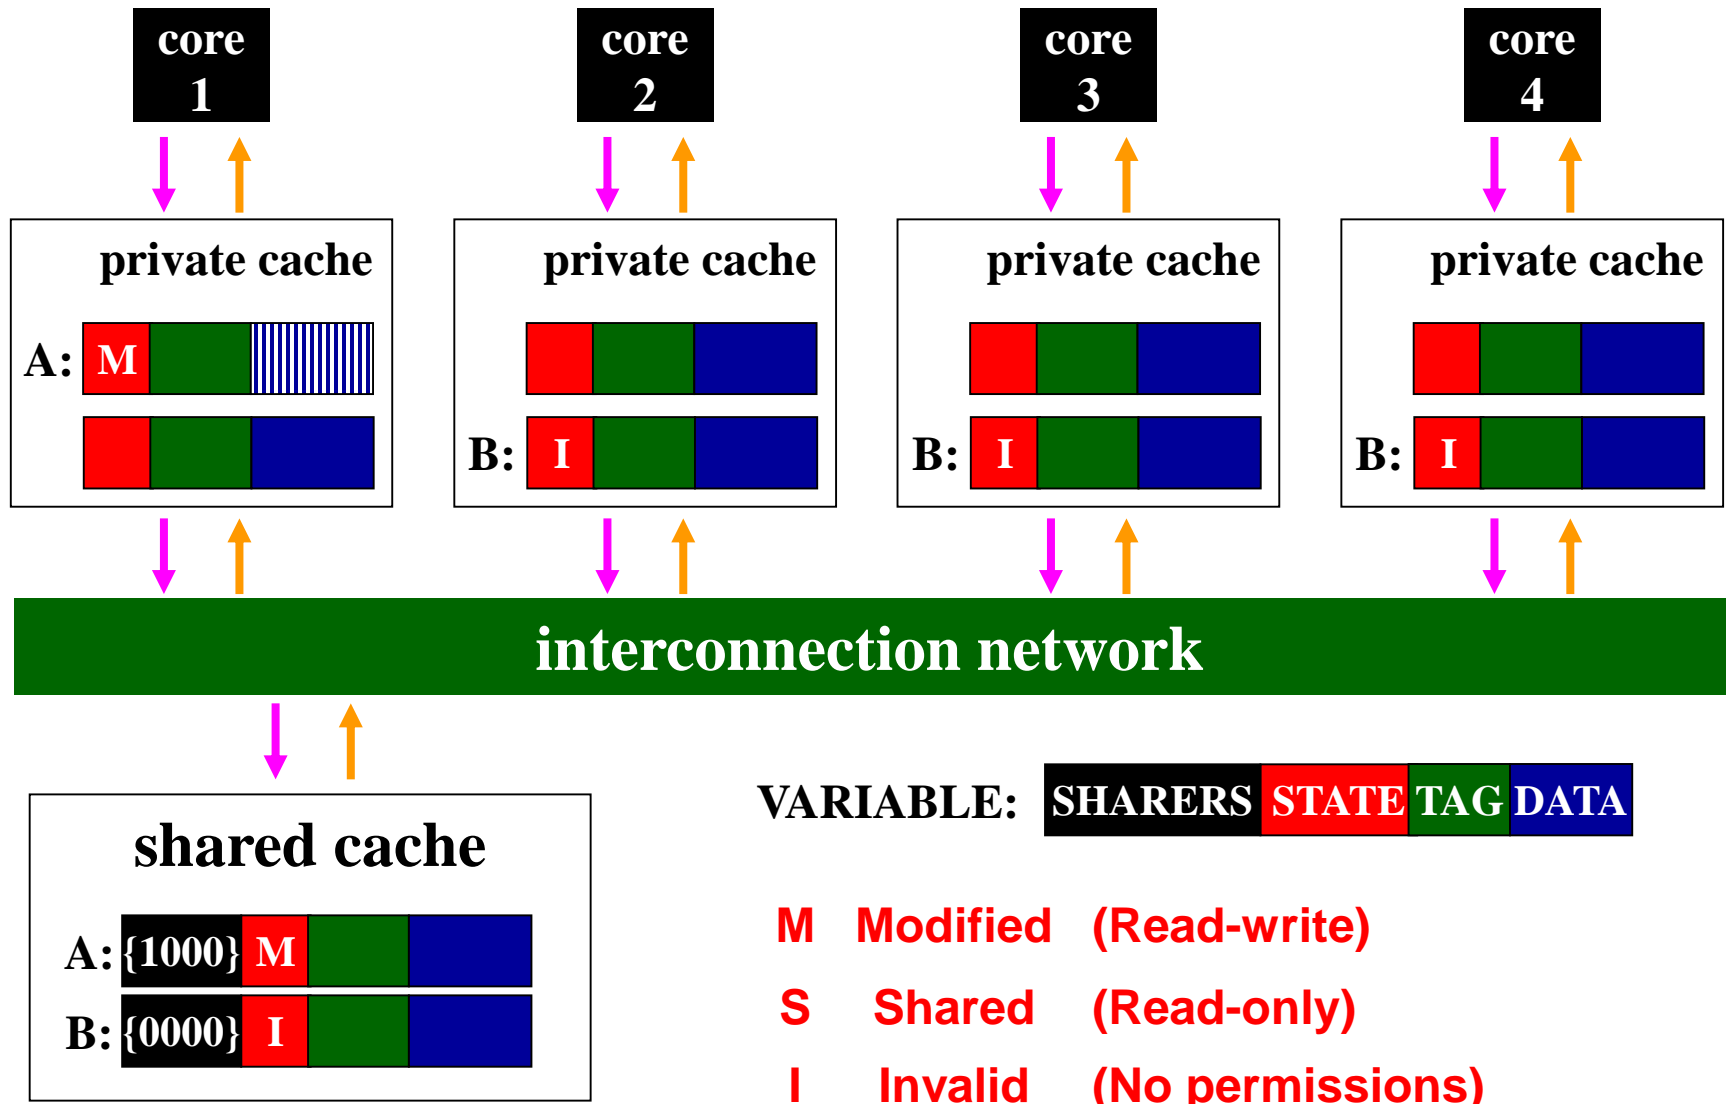 core
1
core
2
core
3
core
4
private cache
private cache
private cache
private cache
A: M
B: I
B: I
B: I
interconnection network
VARIABLE: SHARERS STATE TAG DATA
shared cache
A: {1000} M
B: {0000} I
M Modified (Read-write)
S Shared (Read-only)
I Invalid (No permissions)